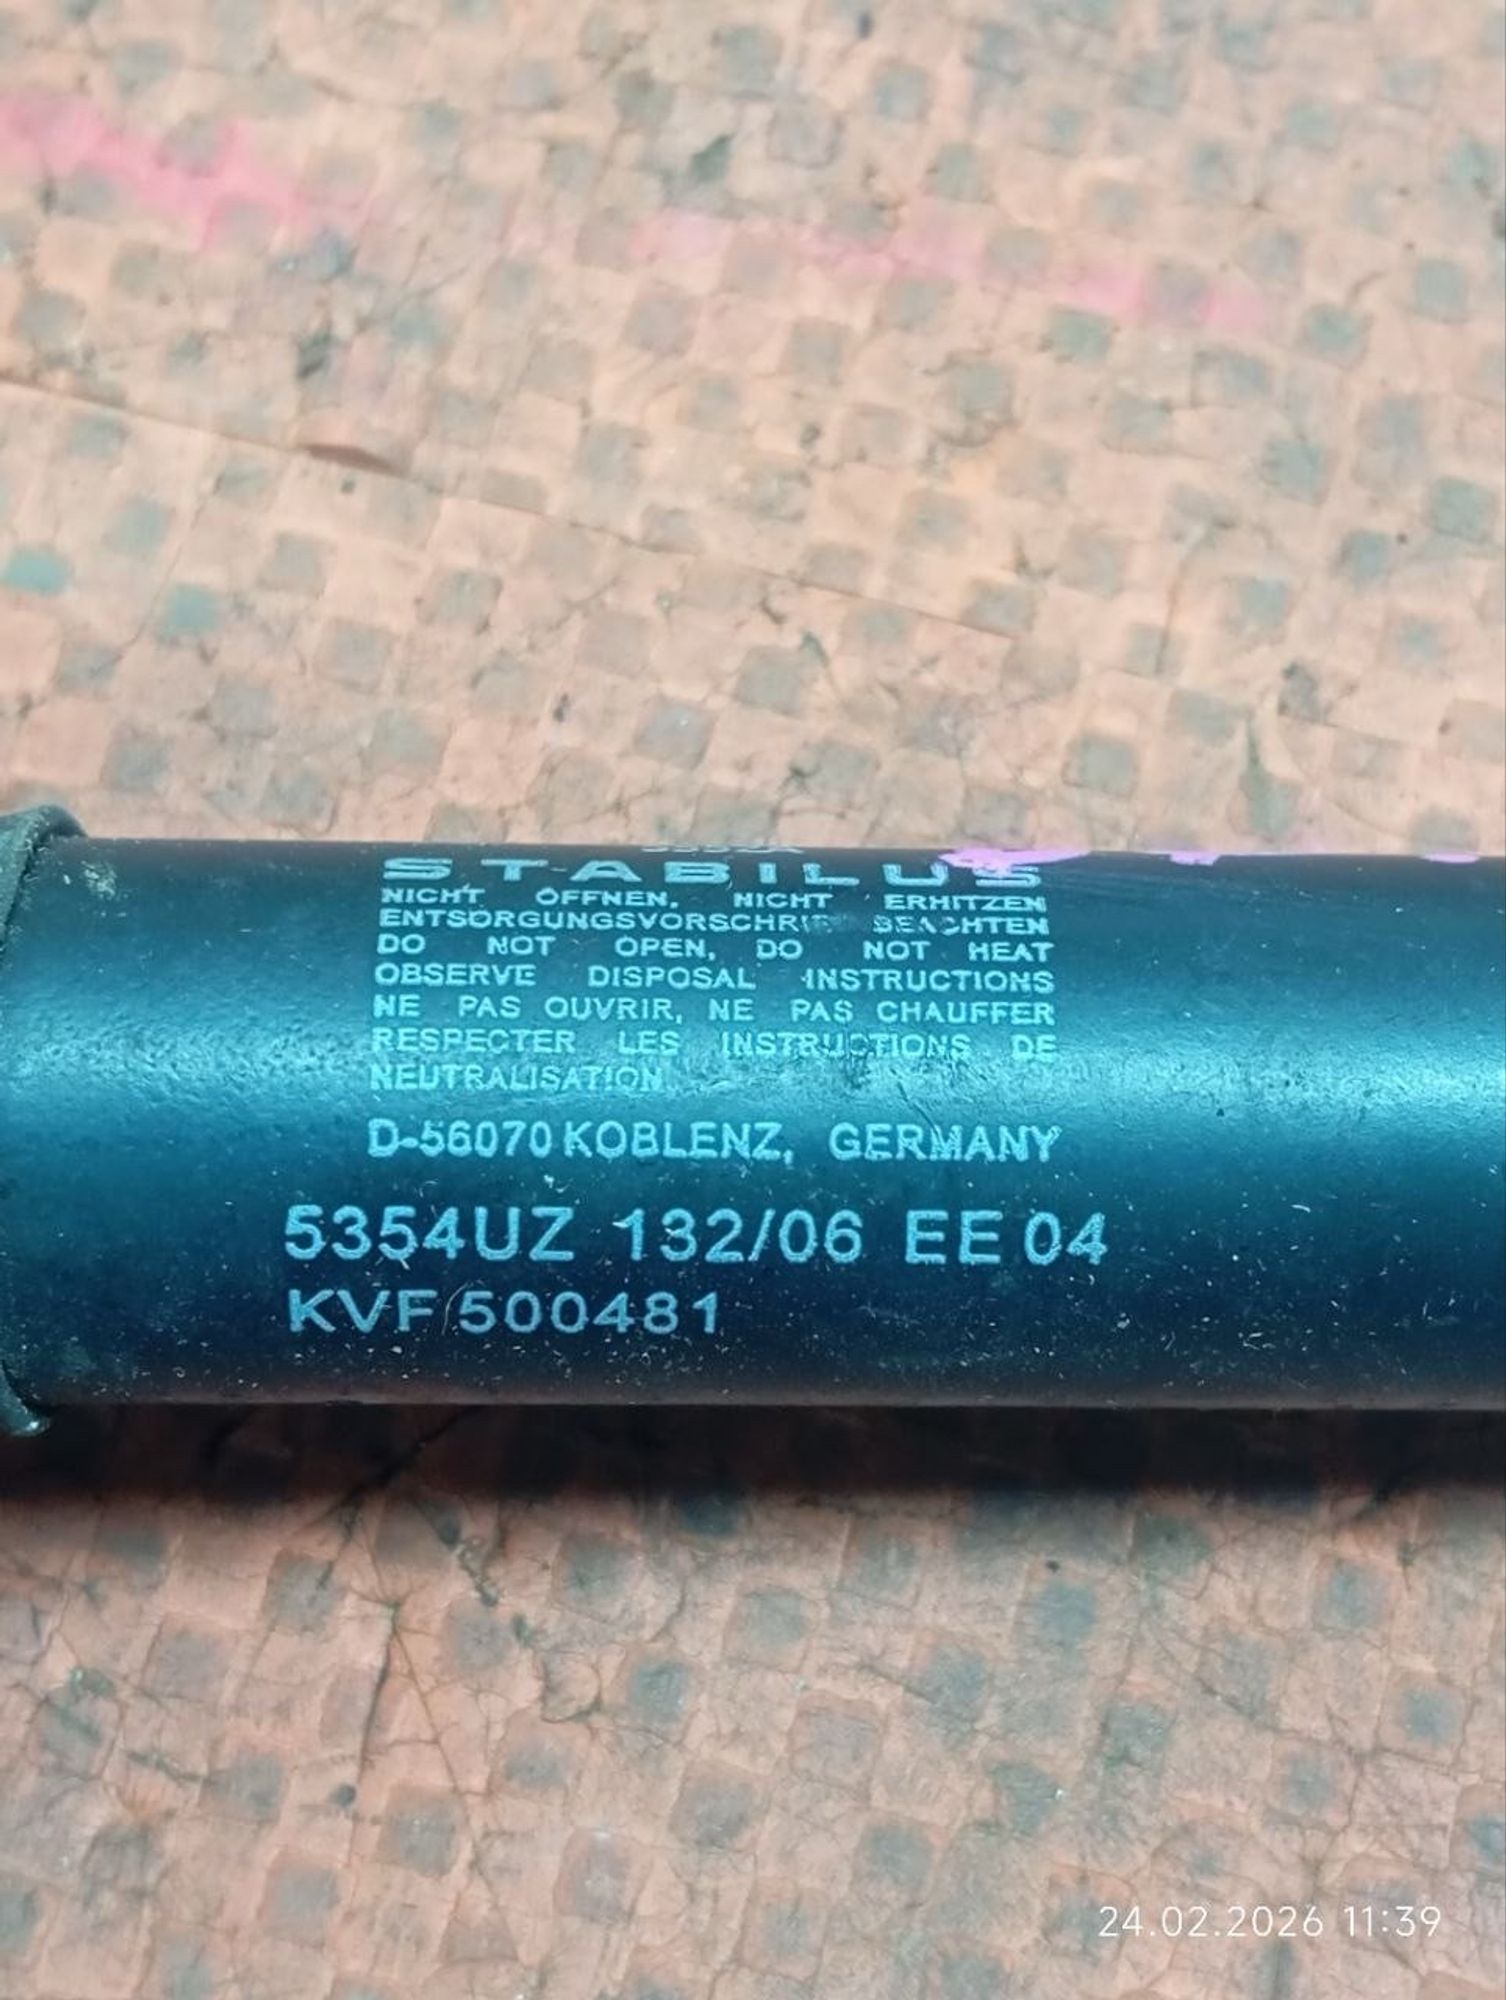 STABILUS
NICHT ÖFFNEN, NICHT ERHITZEN
ENTSORGUNGSVORSCHRIFT BEACHTEN
DO NOT OPEN, DO NOT HEAT
OBSERVE DISPOSAL INSTRUCTIONS
NE PAS OUVRIR, NE PAS CHAUFFER
RESPECTER LES INSTRUCTIONS DE
NEUTRALISATION
D-56070 KOBLENZ, GERMANY
5354UZ 132/06 EE 04
KVF 500481
24.02.2026 11:39